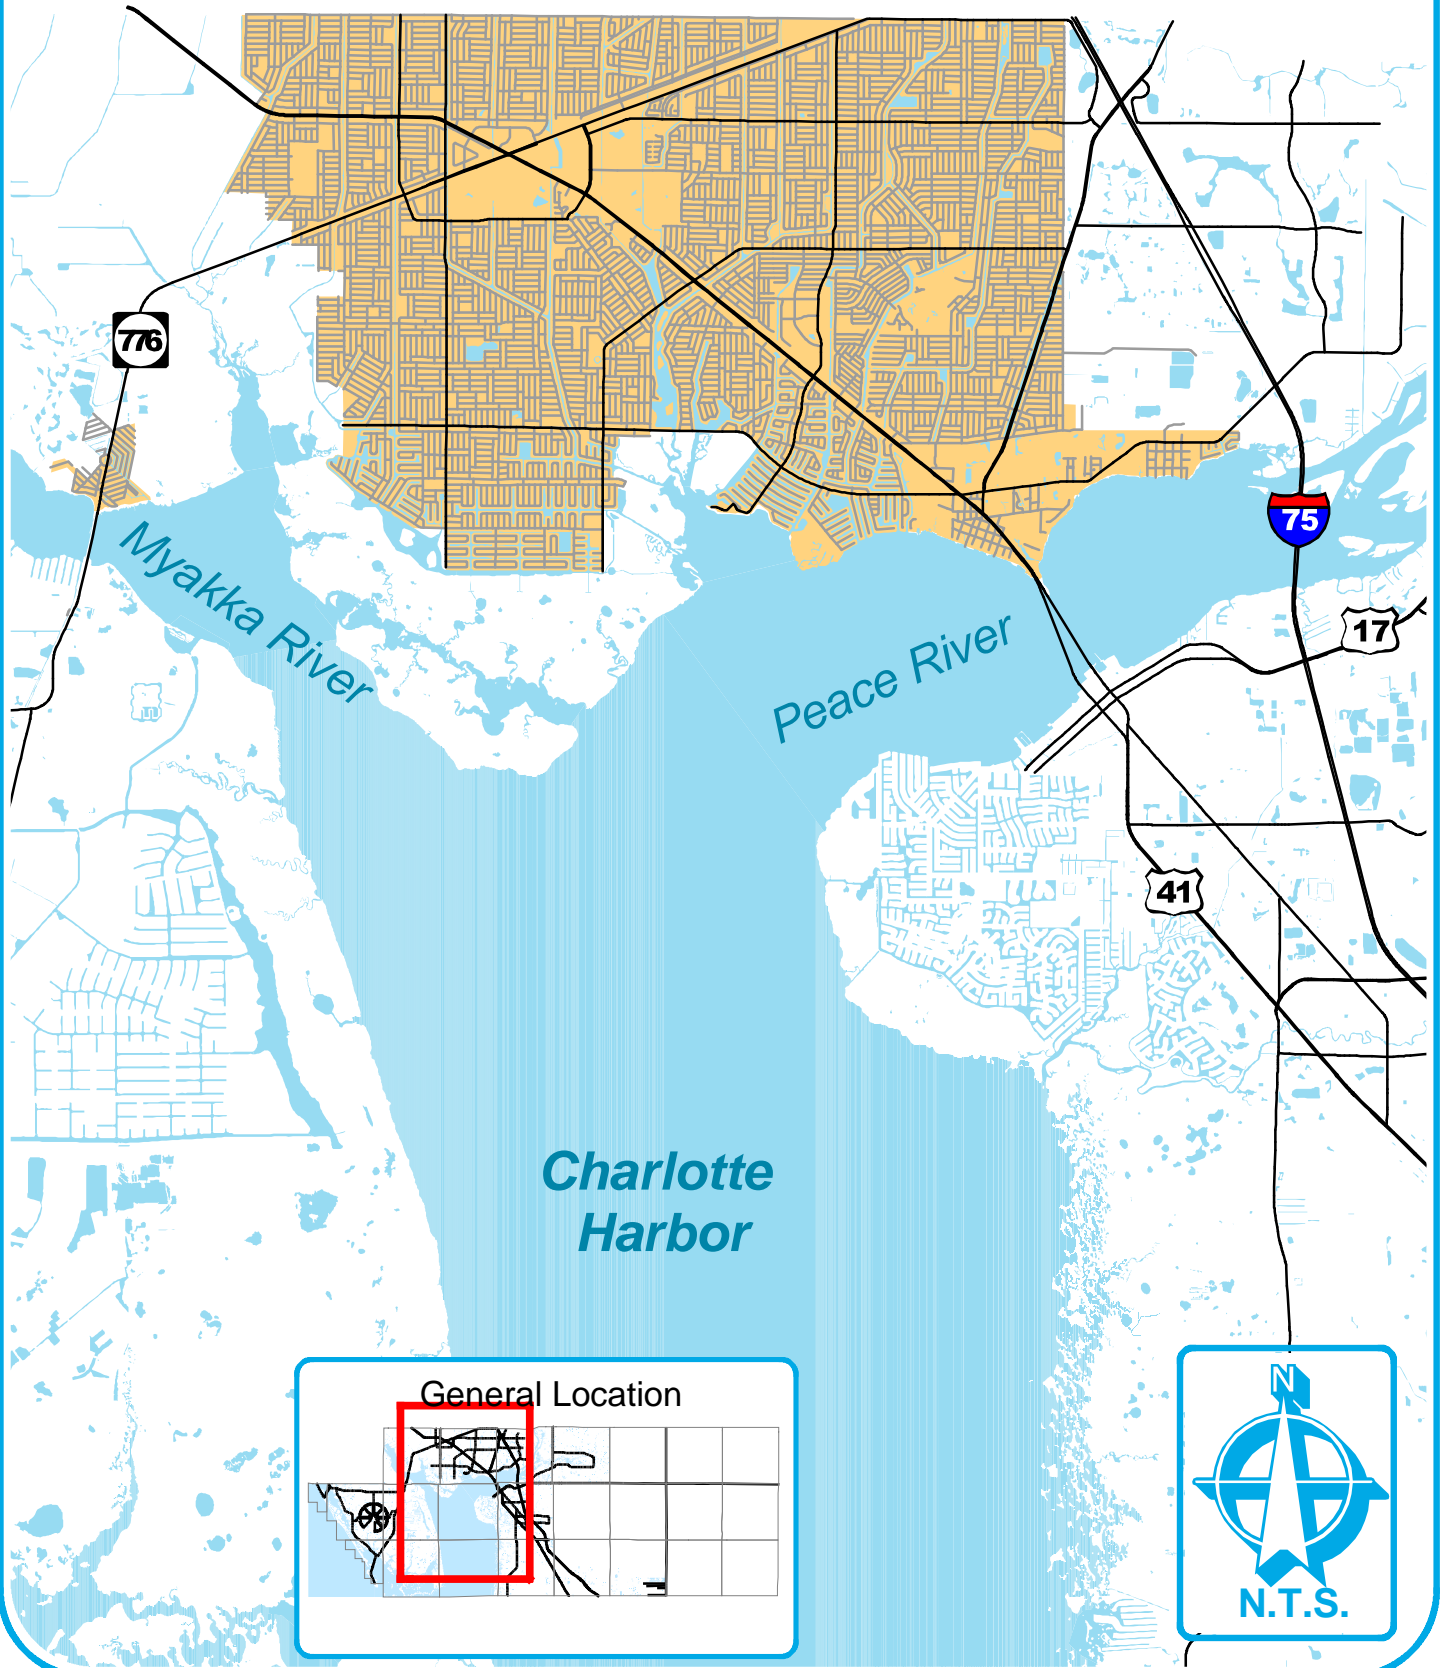 776
75
Myakka River
17
Peace River
41
Charlotte
Harbor
General Location
N
N.T.S.